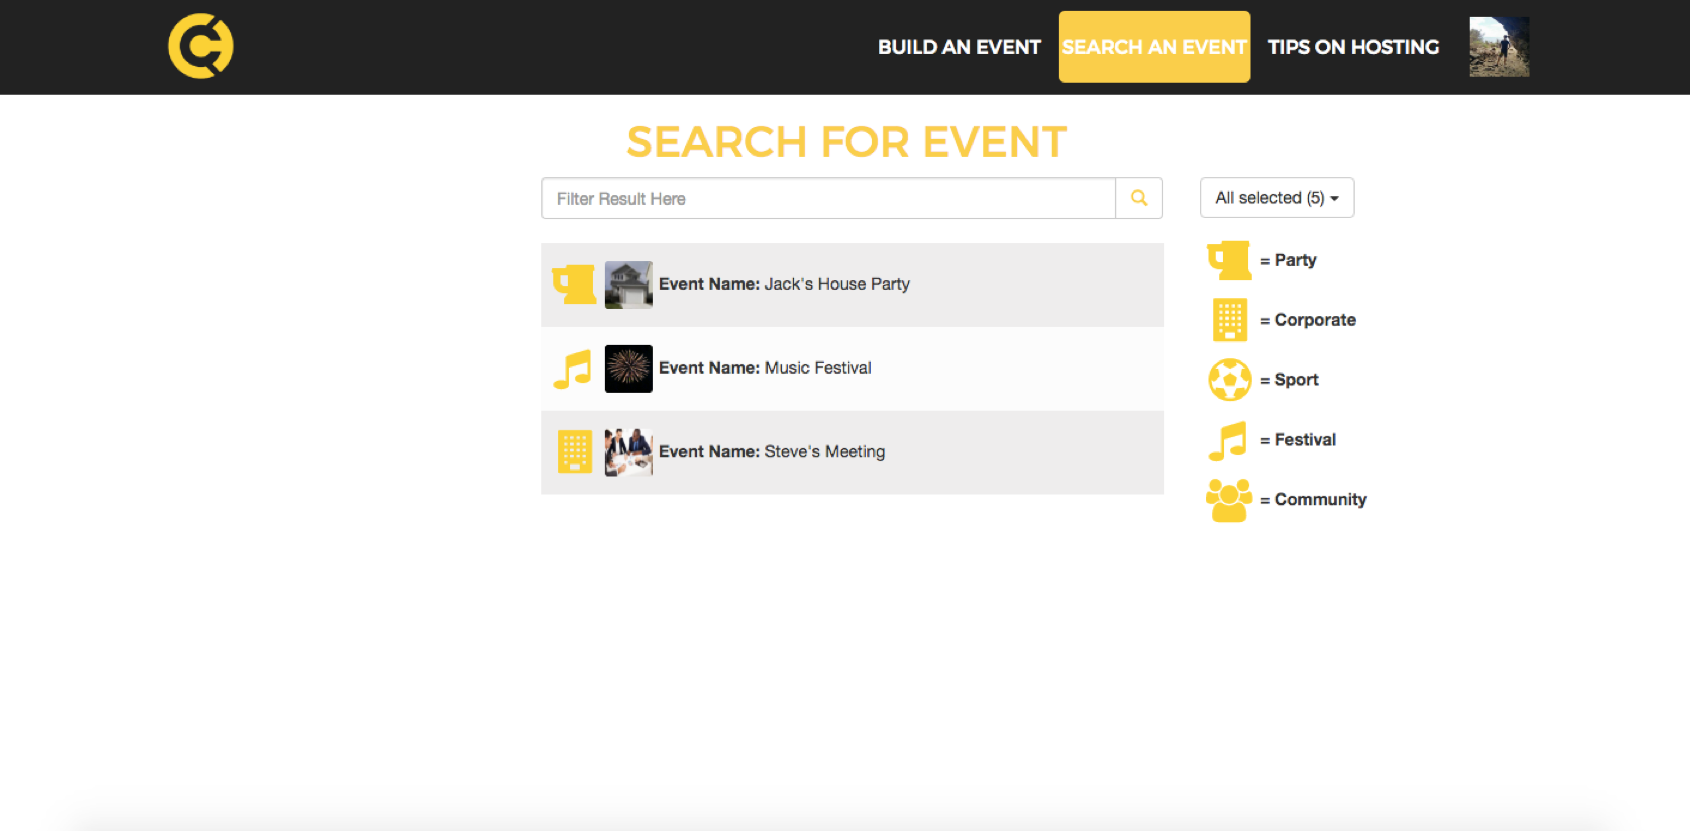 BUILD AN EVENT
SEARCH AN EVENT
TIPS ON HOSTING
SEARCH FOR EVENT
Filter Result Here
All selected (5)
Event Name: Jack's House Party
Event Name: Music Festival
Event Name: Steve's Meeting
= Party
= Corporate
= Sport
= Festival
= Community